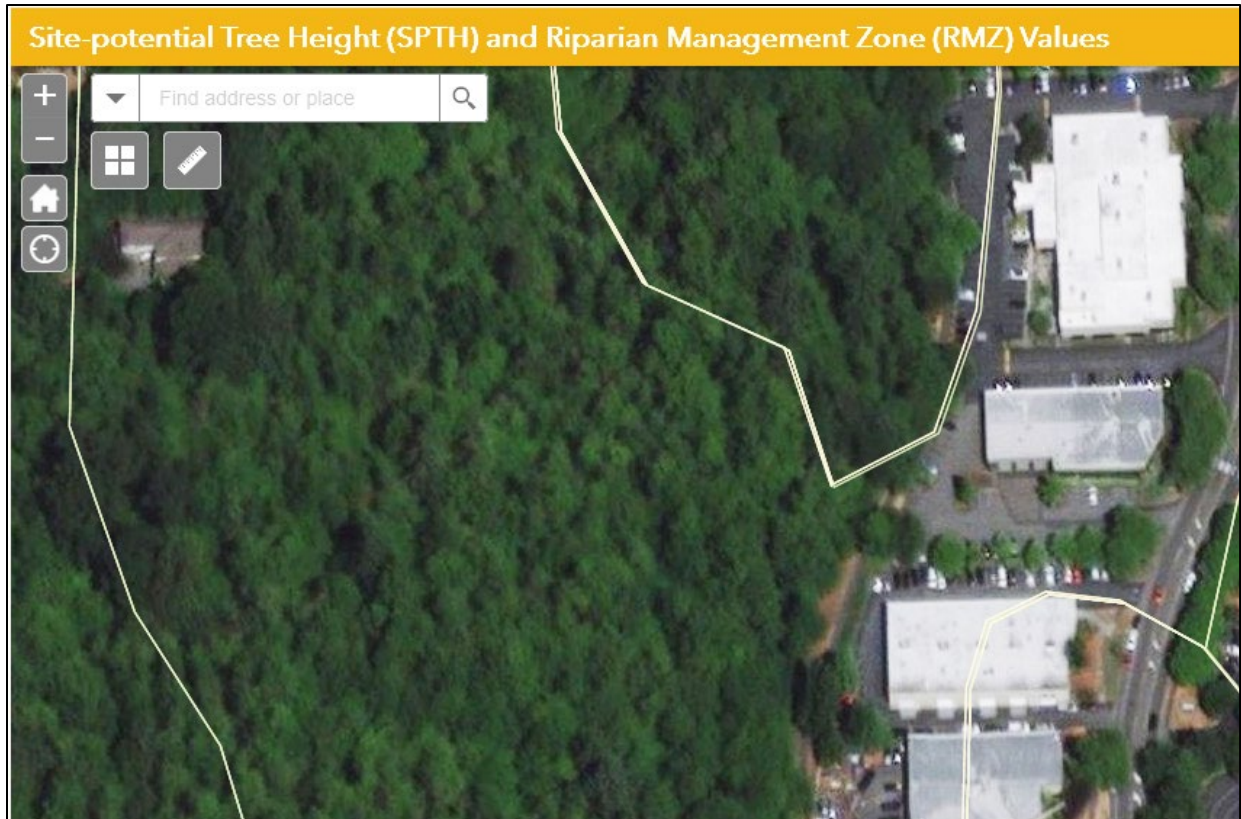 Site-potential Tree Height (SPTH) and Riparian Management Zone (RMZ) Values
Find address or place